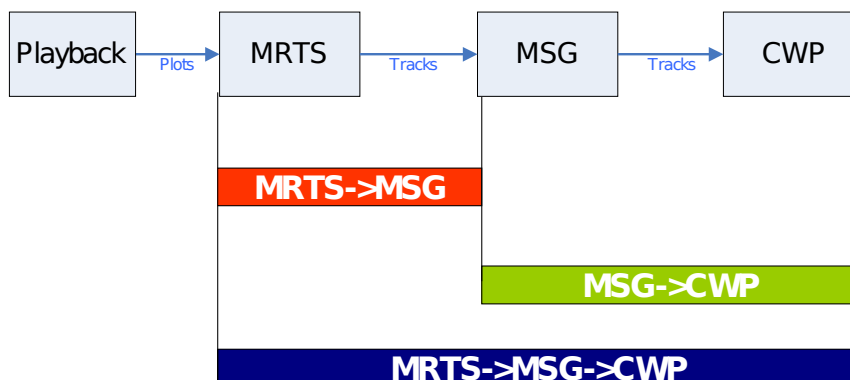 Playback
MRTS
MSG
CWP
Plots
Tracks
Tracks
MRTS->MSG
MSG->CWP
MRTS->MSG->CWP